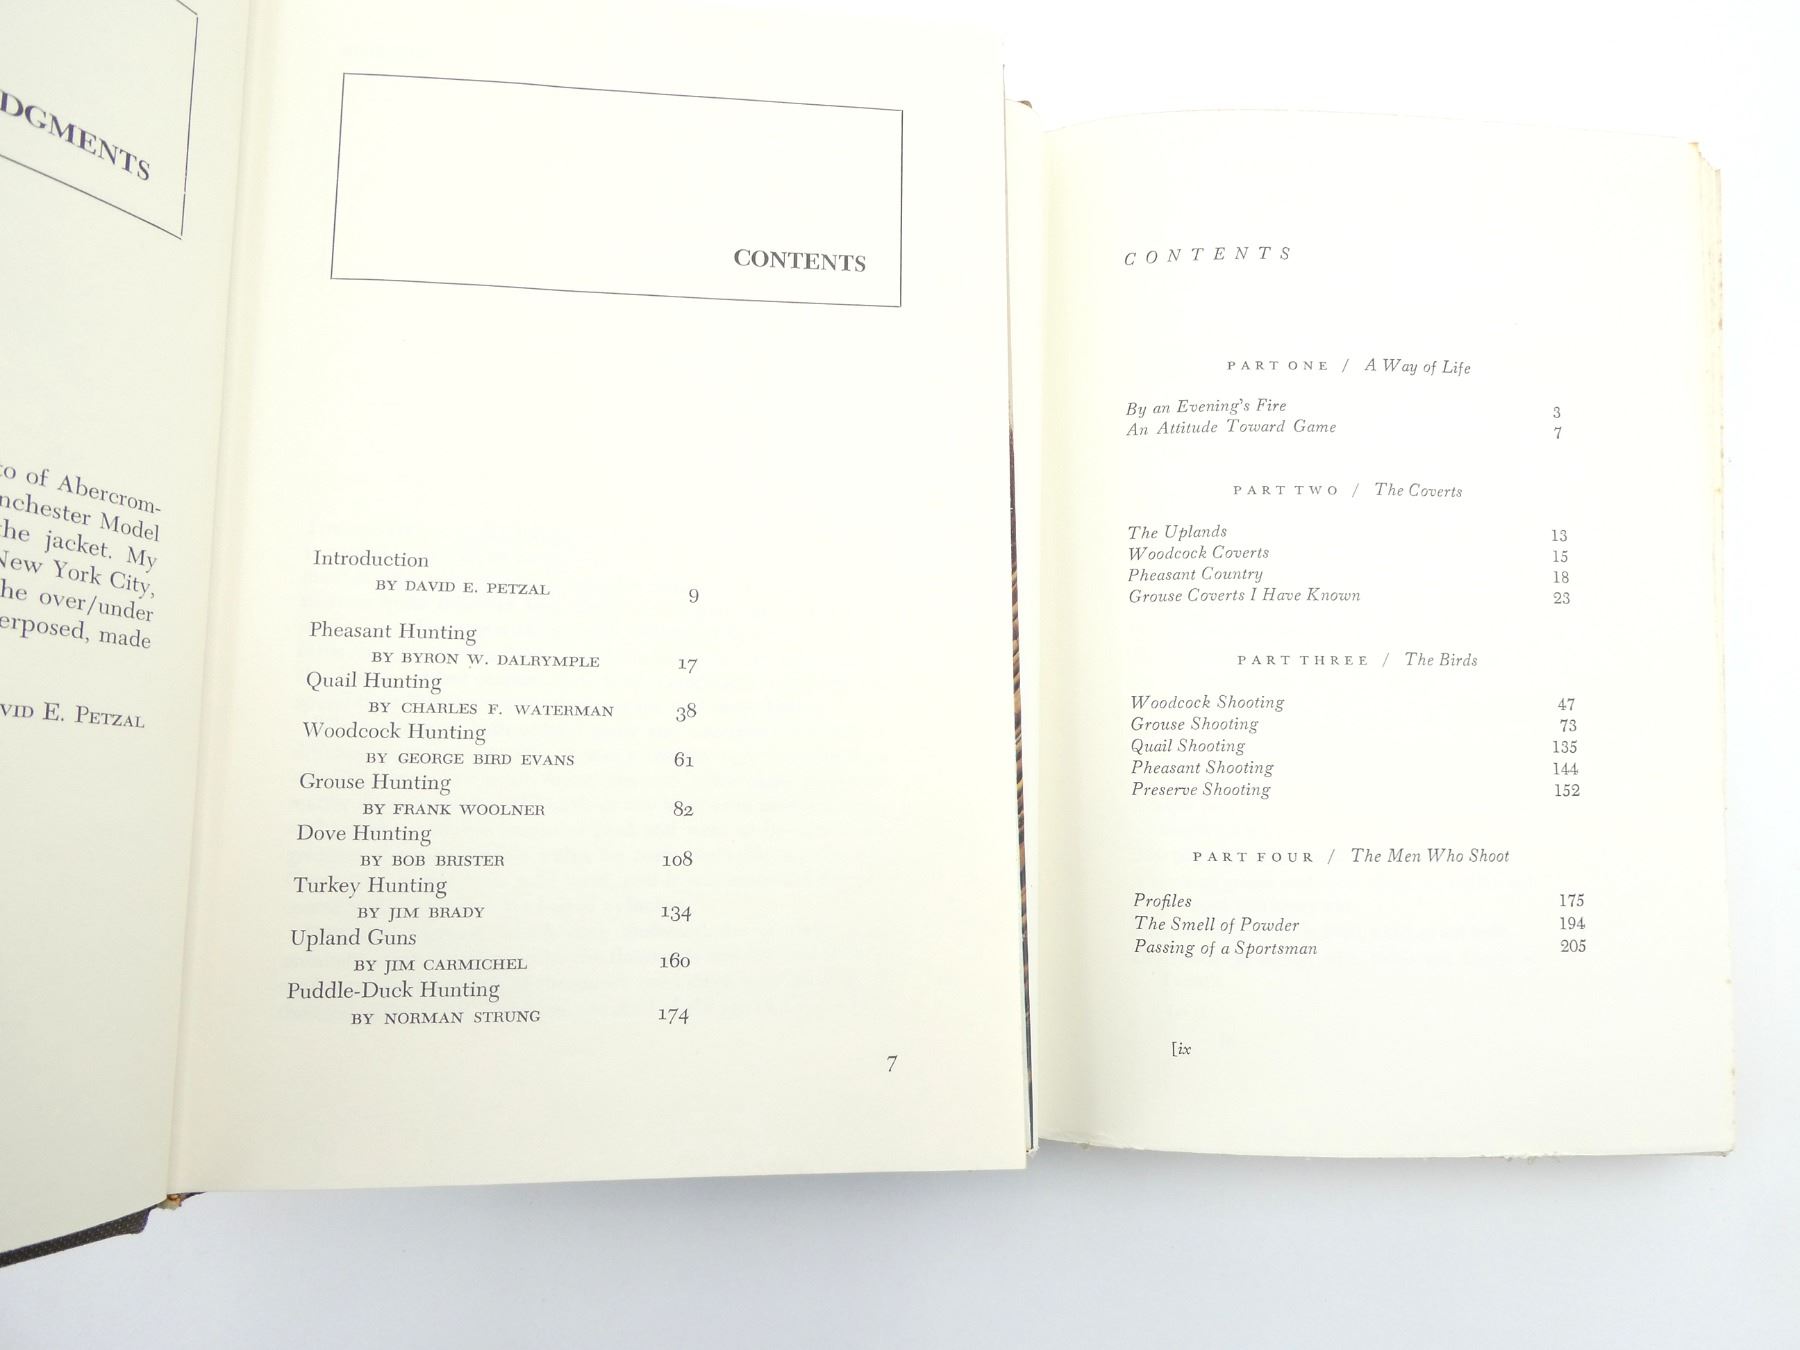 DGMENTS
to of Abercrom-
nchester Model
the jacket. My
New York City,
he over/under
erposed, made
VID E. PETZAL
CONTENTS
Introduction
BY DAVID E. PETZAL 9
Pheasant Hunting
BY BYRON W. DALRYMPLE 17
Quail Hunting
BY CHARLES F. WATERMAN 38
Woodcock Hunting
BY GEORGE BIRD EVANS 61
Grouse Hunting
BY FRANK WOOLNER 82
Dove Hunting
BY BOB BRISTER 108
Turkey Hunting
BY JIM BRADY 134
Upland Guns
BY JIM CARMICHEL 160
Puddle-Duck Hunting
BY NORMAN STRUNG 174
7
CONTENTS
PART ONE / A Way of Life
By an Evening's Fire 3
An Attitude Toward Game 7
PART TWO / The Coverts
The Uplands 13
Woodcock Coverts 15
Pheasant Country 18
Grouse Coverts I Have Known 23
PART THREE / The Birds
Woodcock Shooting 47
Grouse Shooting 73
Quail Shooting 135
Pheasant Shooting 144
Preserve Shooting 152
PART FOUR / The Men Who Shoot
Profiles 175
The Smell of Powder 194
Passing of a Sportsman 205
[ix